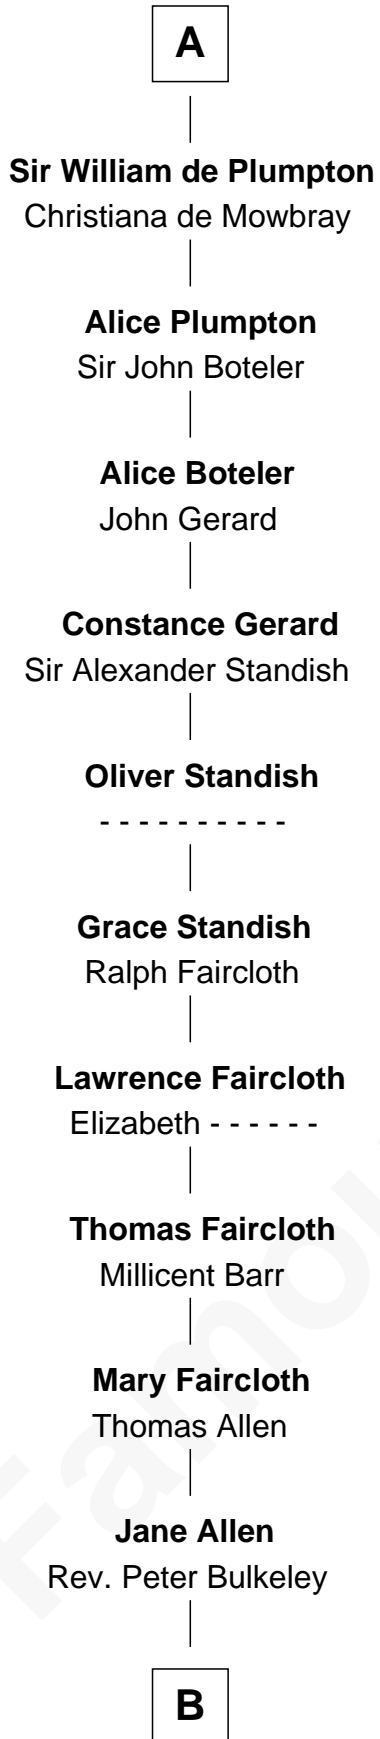 A
Sir William de Plumpton
Christiana de Mowbray
Alice Plumpton
Sir John Boteler
Alice Boteler
John Gerard
Constance Gerard
Sir Alexander Standish
Oliver Standish
- - - - - - - - - -
Grace Standish
Ralph Faircloth
Lawrence Faircloth
Elizabeth - - - - - -
Thomas Faircloth
Millicent Barr
Mary Faircloth
Thomas Allen
Jane Allen
Rev. Peter Bulkeley
B